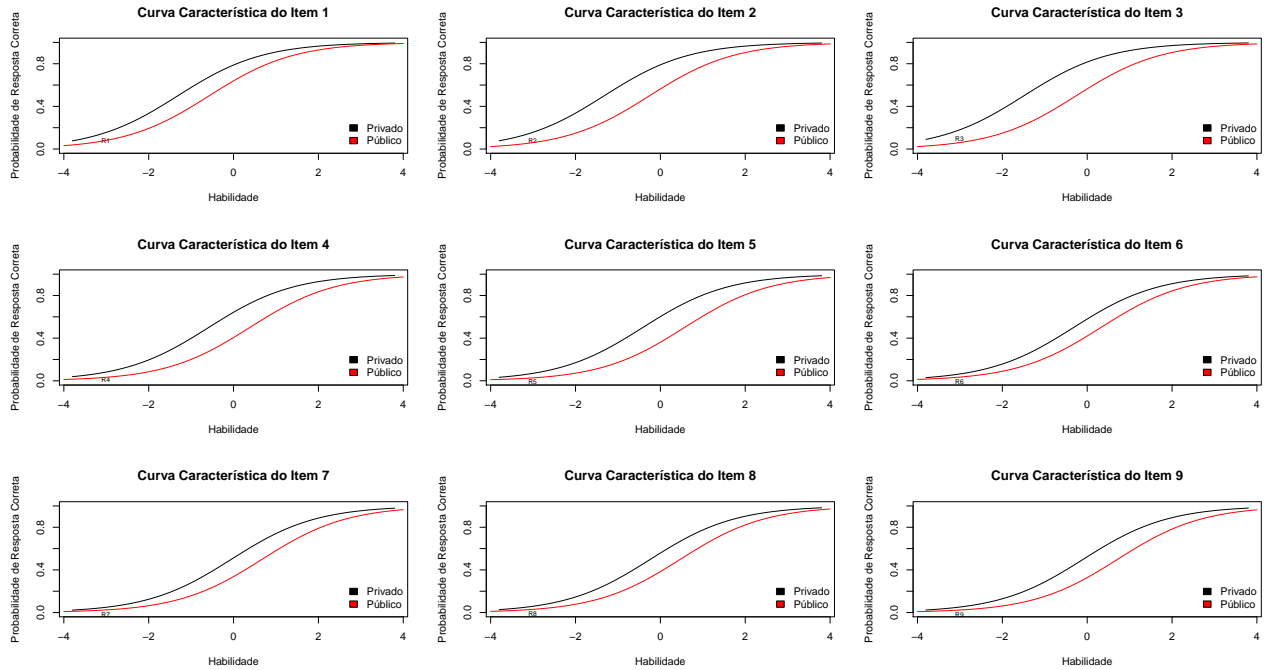 Curva Característica do Item 1
Probabilidade de Resposta Correta
0.0 0.4 0.8
R1
Privado
Público
−4 −2 0 2 4
Habilidade
Curva Característica do Item 2
Probabilidade de Resposta Correta
0.0 0.4 0.8
R2
Privado
Público
−4 −2 0 2 4
Habilidade
Curva Característica do Item 3
Probabilidade de Resposta Correta
0.0 0.4 0.8
R3
Privado
Público
−4 −2 0 2 4
Habilidade
Curva Característica do Item 4
Probabilidade de Resposta Correta
0.0 0.4 0.8
R4
Privado
Público
−4 −2 0 2 4
Habilidade
Curva Característica do Item 5
Probabilidade de Resposta Correta
0.0 0.4 0.8
R5
Privado
Público
−4 −2 0 2 4
Habilidade
Curva Característica do Item 6
Probabilidade de Resposta Correta
0.0 0.4 0.8
R6
Privado
Público
−4 −2 0 2 4
Habilidade
Curva Característica do Item 7
Probabilidade de Resposta Correta
0.0 0.4 0.8
R7
Privado
Público
−4 −2 0 2 4
Habilidade
Curva Característica do Item 8
Probabilidade de Resposta Correta
0.0 0.4 0.8
R8
Privado
Público
−4 −2 0 2 4
Habilidade
Curva Característica do Item 9
Probabilidade de Resposta Correta
0.0 0.4 0.8
R9
Privado
Público
−4 −2 0 2 4
Habilidade